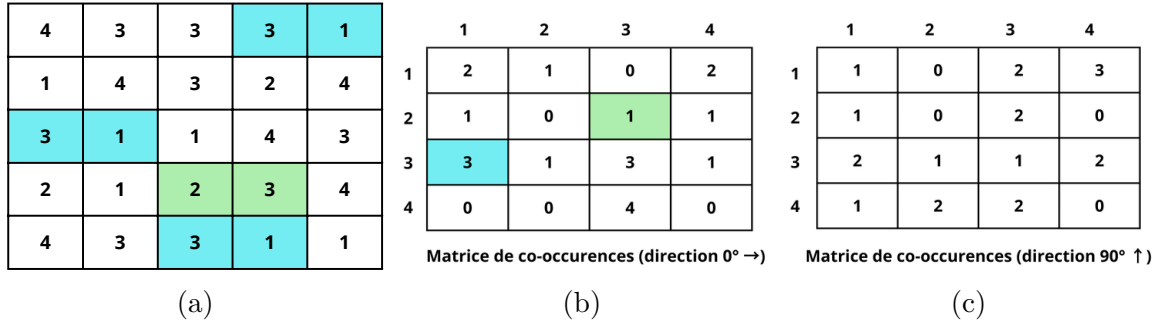 4 3 3 3 1
1 4 3 2 4
3 1 1 4 3
2 1 2 3 4
4 3 3 1 1
(a)
1 2 3 4
1 2 1 0 2
2 1 0 1 1
3 3 1 3 1
4 0 0 4 0
Matrice de co-occurences (direction 0° →)
(b)
1 2 3 4
1 1 0 2 3
2 1 0 2 0
3 2 1 1 2
4 1 2 2 0
Matrice de co-occurences (direction 90° ↑)
(c)